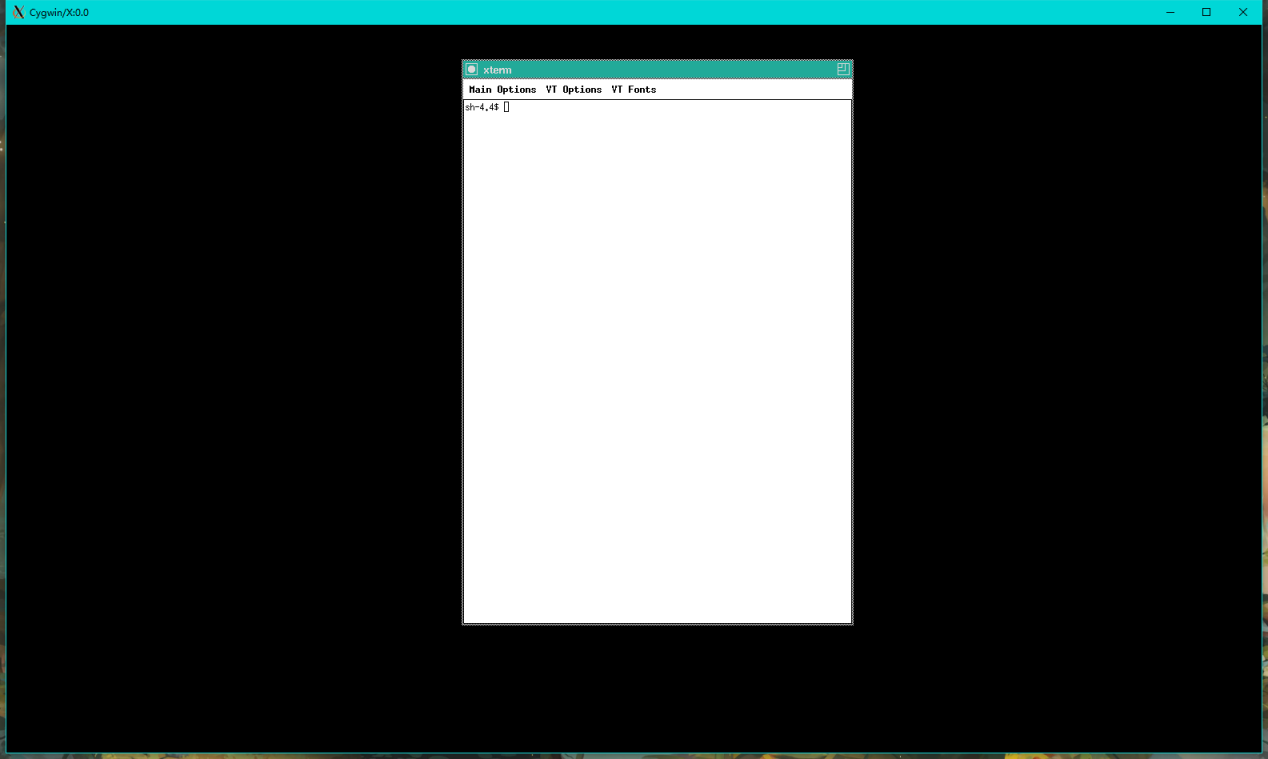 Cygwin/X:0.0
xterm
Main Options VT Options VT Fonts
sh-4.4$